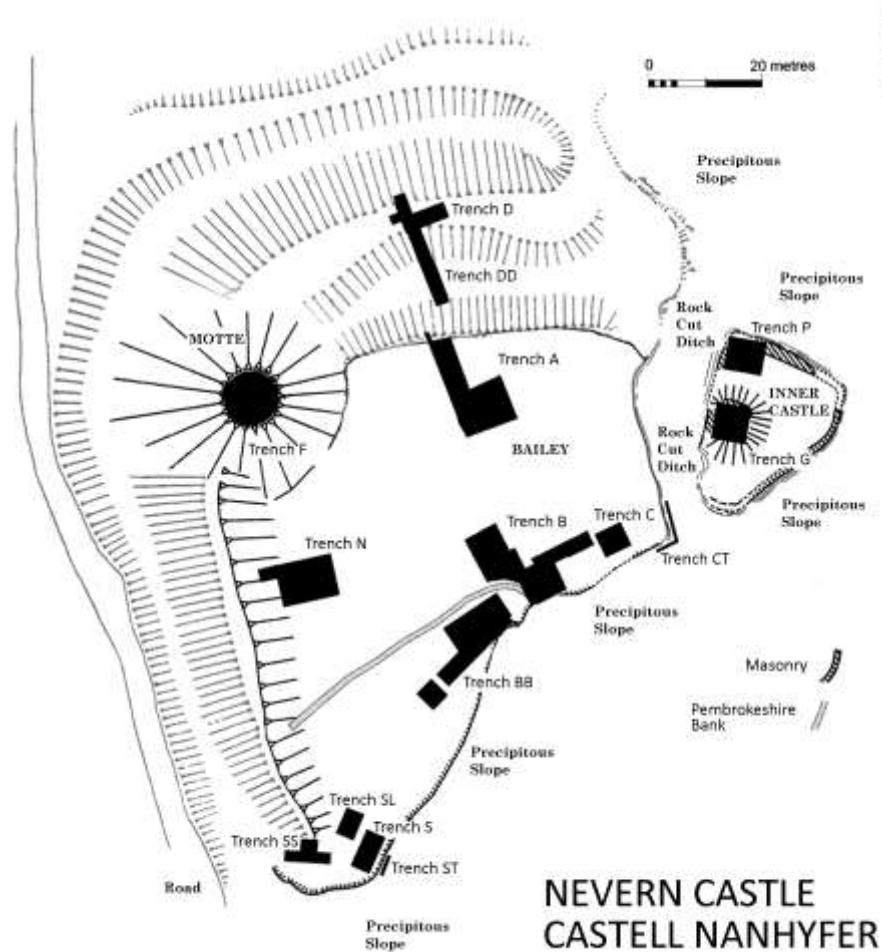 0 20 metres
Precipitous
Slope
Trench D
Trench DD
Precipitous
Slope
Rock
Cut
Ditch
Trench P
MOTTE
Trench A
INNER
CASTLE
Trench F
BAILEY
Rock
Cut
Ditch
Trench G
Precipitous
Slope
Trench B
Trench C
Trench N
Trench CT
Precipitous
Slope
Masonry
Trench BB
Pembrokeshire
Bank
Precipitous
Slope
Trench SL
Trench S
Trench SS
Trench ST
Road
NEVERN CASTLE
CASTELL NANHYFER
Precipitous
Slope